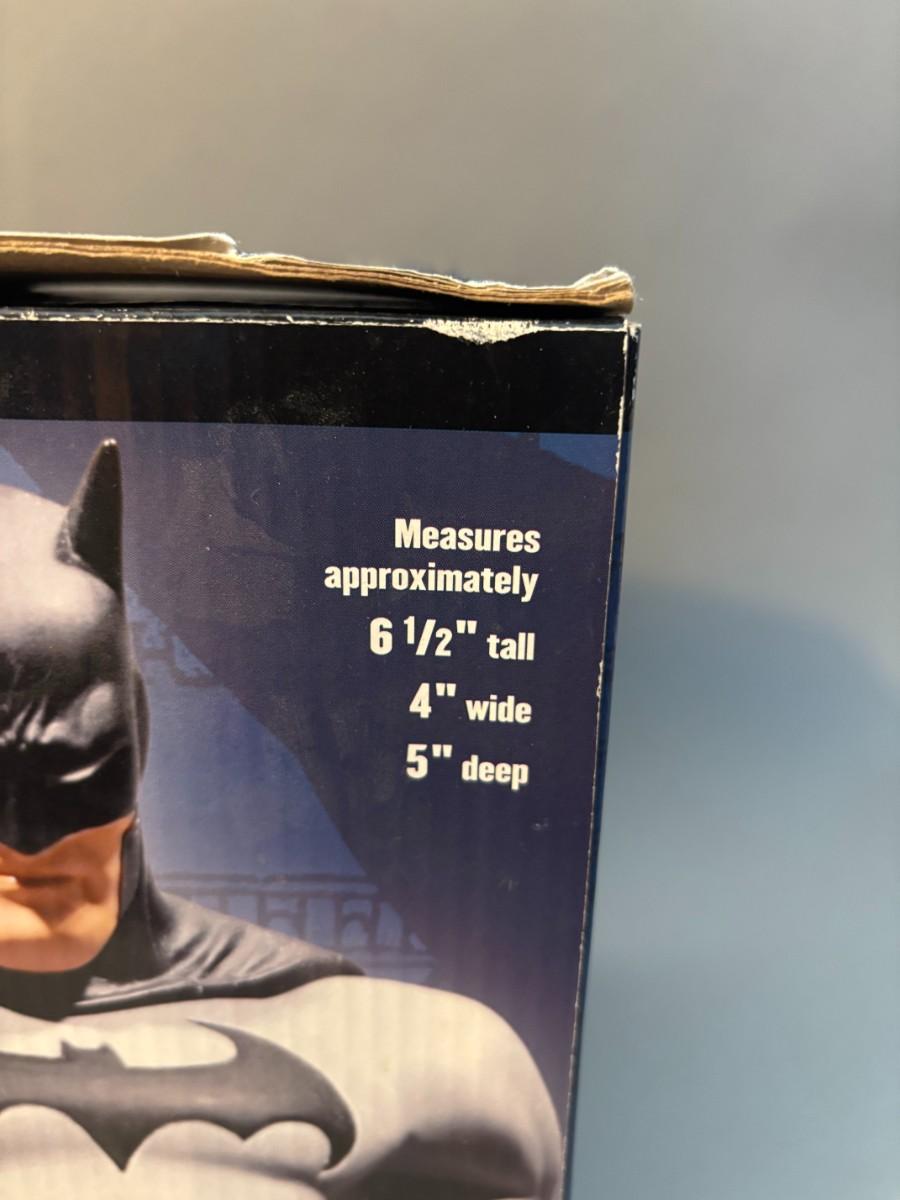 Measures
approximately
6 1/2" tall
4" wide
5" deep